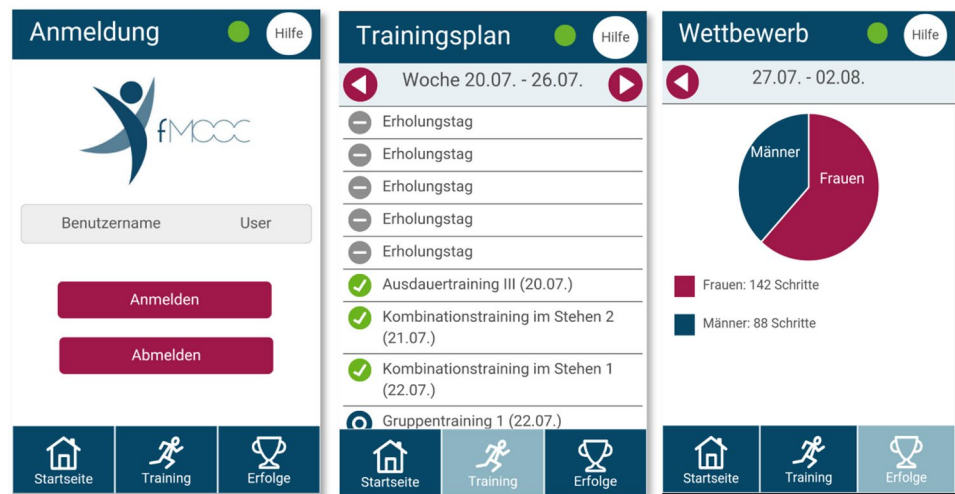 Anmeldung
Hilfe
fMOOC
Benutzername User
Anmelden
Abmelden
Startseite Training Erfolge
Trainingsplan
Hilfe
Woche 20.07. - 26.07.
Erholungstag
Erholungstag
Erholungstag
Erholungstag
Erholungstag
Ausdauertraining III (20.07.)
Kombinationstraining im Stehen 2
(21.07.)
Kombinationstraining im Stehen 1
(22.07.)
Gruppentraining 1 (22.07.)
Startseite Training Erfolge
Wettbewerb
Hilfe
27.07. - 02.08.
Männer
Frauen
Frauen: 142 Schritte
Männer: 88 Schritte
Startseite Training Erfolge